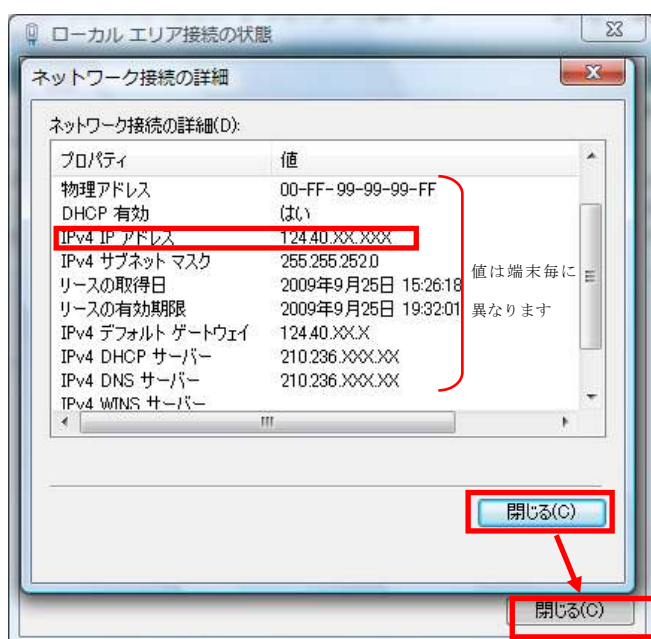 ローカル エリア接続の状態
ネットワーク接続の詳細
ネットワーク接続の詳細(D):
プロパティ 値
物理アドレス 00-FF-99-99-99-FF
DHCP 有効 はい
IPv4 IP アドレス 124.40.XX.XXX
IPv4 サブネット マスク 255.255.252.0
リースの取得日 2009年9月25日 15:26:18
リースの有効期限 2009年9月25日 19:32:01
IPv4 デフォルト ゲートウェイ 124.40.XX.X
IPv4 DHCP サーバー 210.236.XXX.XX
IPv4 DNS サーバー 210.236.XXX.XX
IPv4 WINS サーバー
値は端末毎に
異なります
閉じる(C)
閉じる(C)